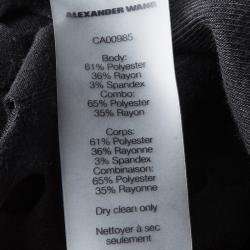 ALEXANDER WANG
CA00985
Body:
61% Polyester
36% Rayon
3% Spandex
Combo:
65% Polyester
35% Rayon
Corps:
61% Polyester
36% Rayonne
3% Spandex
Combinaison:
65% Polyester
35% Rayonne
Dry clean only
Nettoyer à sec
seulement